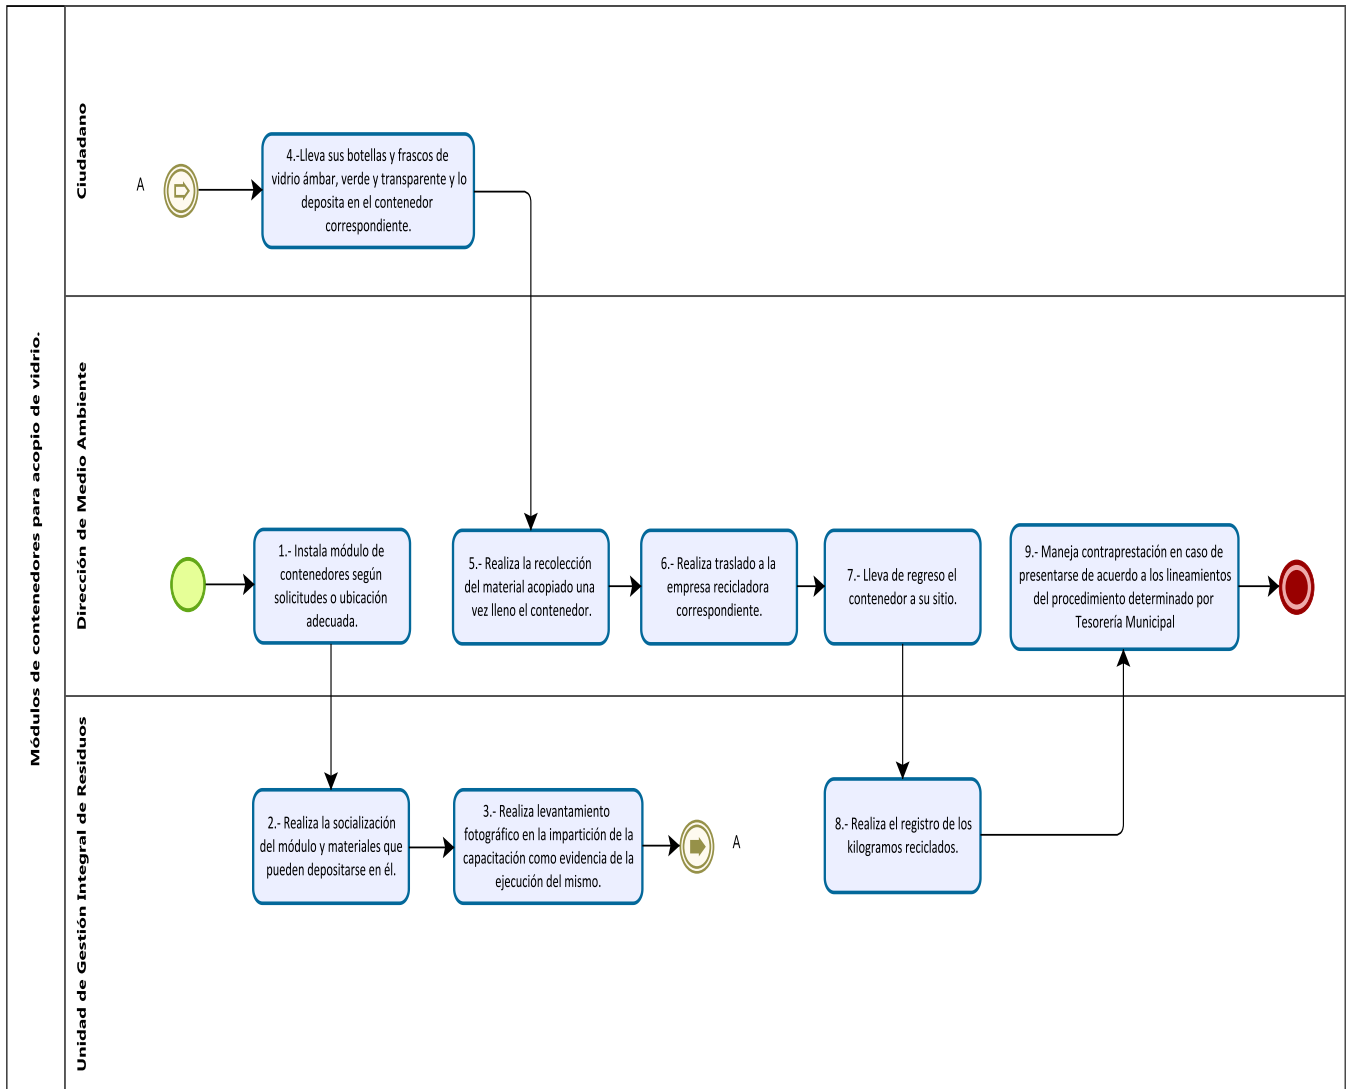 Módulos de contenedores para acopio de vidrio.
Ciudadano
A
4.-Lleva sus botellas y frascos de
vidrio ámbar, verde y transparente y lo
deposita en el contenedor
correspondiente.
Dirección de Medio Ambiente
1.- Instala módulo de
contenedores según
solicitudes o ubicación
adecuada.
5.- Realiza la recolección
del material acopiado una
vez lleno el contenedor.
6.- Realiza traslado a la
empresa recicladora
correspondiente.
7.- Lleva de regreso el
contenedor a su sitio.
9.- Maneja contraprestación en caso de
presentarse de acuerdo a los lineamientos
del procedimiento determinado por
Tesorería Municipal
Unidad de Gestión Integral de Residuos
2.- Realiza la socialización
del módulo y materiales que
pueden depositarse en él.
3.- Realiza levantamiento
fotográfico en la impartición de la
capacitación como evidencia de la
ejecución del mismo.
A
8.- Realiza el registro de los
kilogramos reciclados.